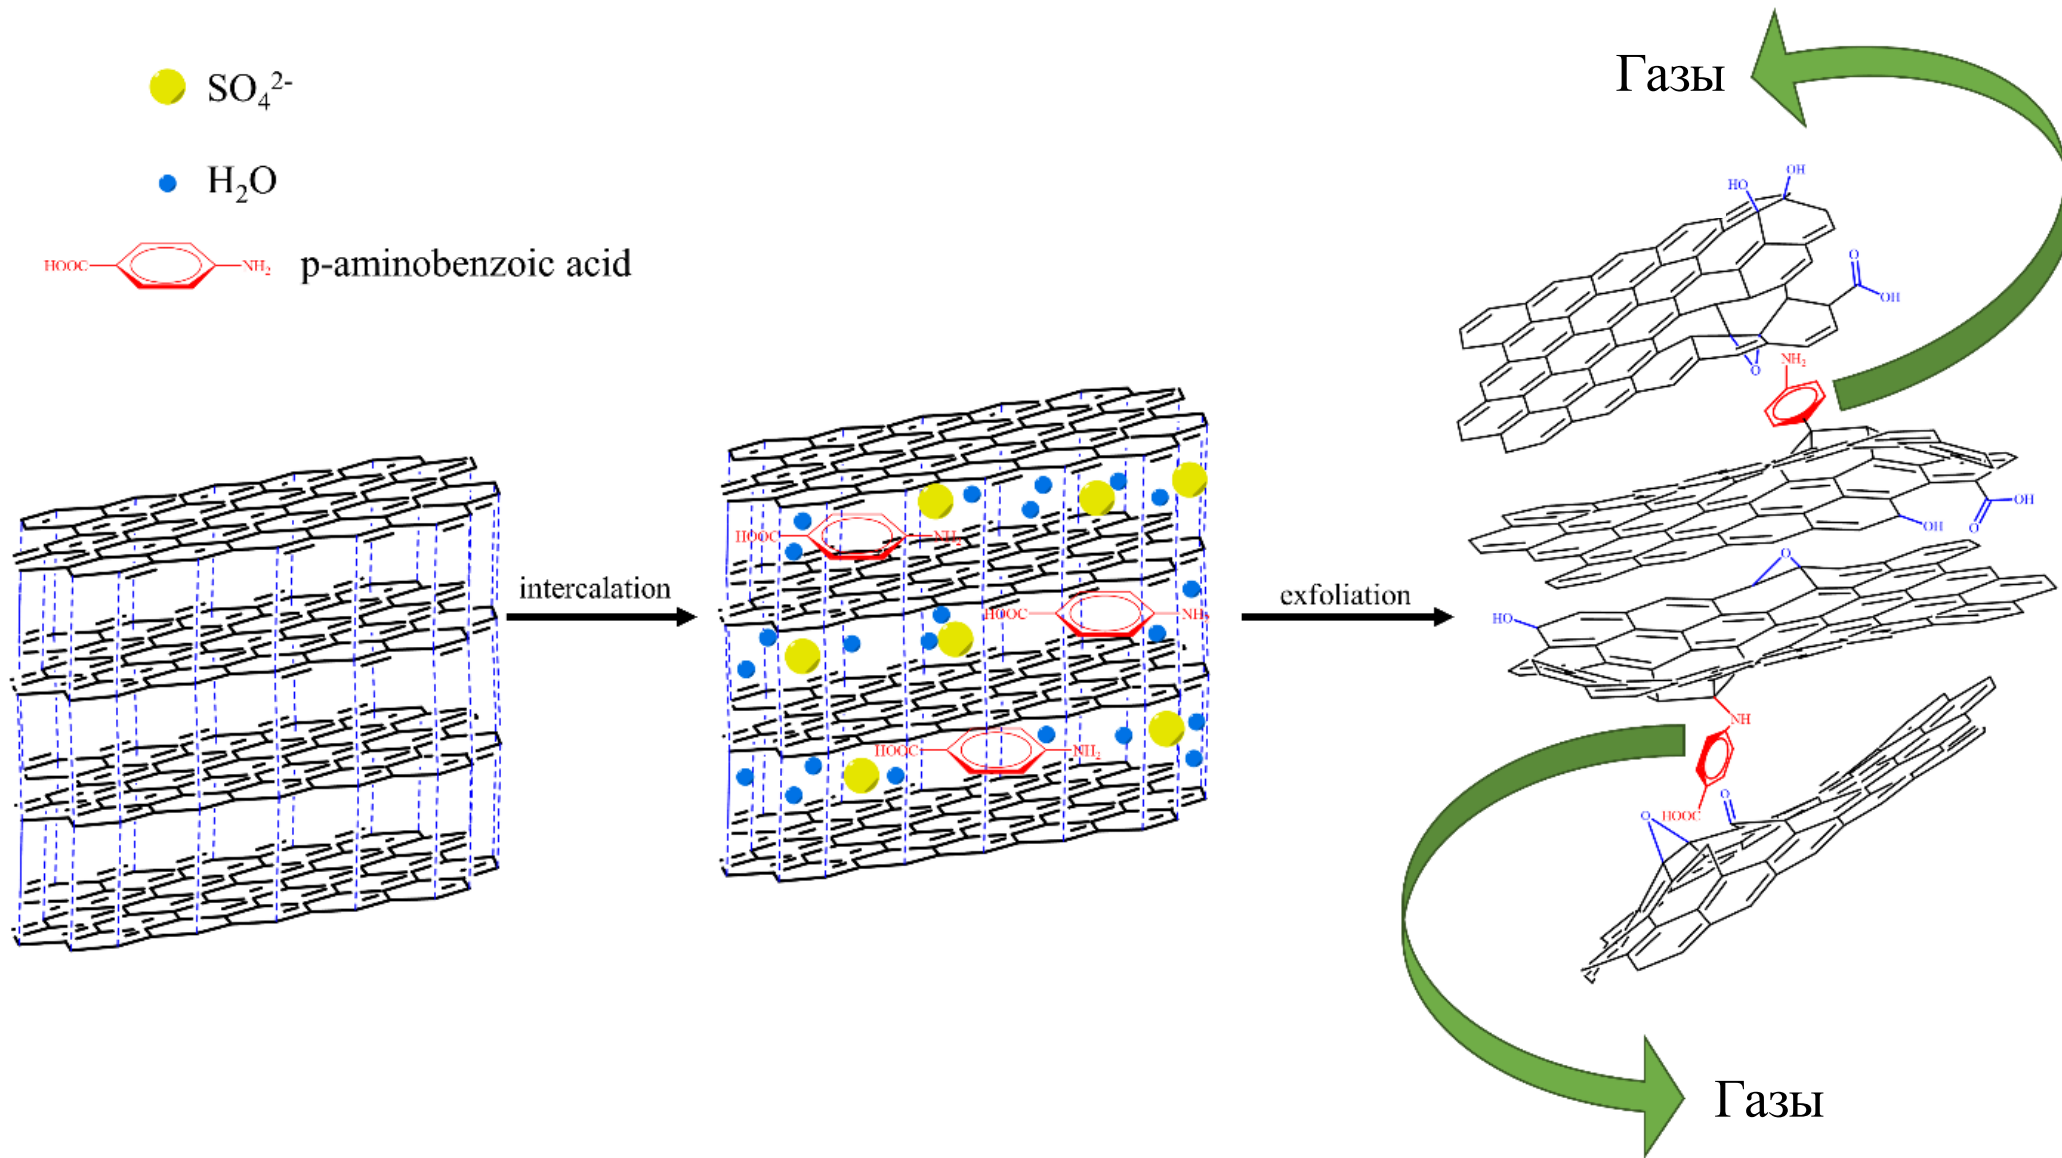 SO₄²⁻
H₂O
HOOC
NH₂
p-aminobenzoic acid
intercalation
HOOC
NH₂
HOOC
NH₂
HOOC
NH₂
exfoliation
Газы
HO
OH
O
OH
O
NH₂
OH
O
OH
O
HO
NH
HOOC
O
O
Газы